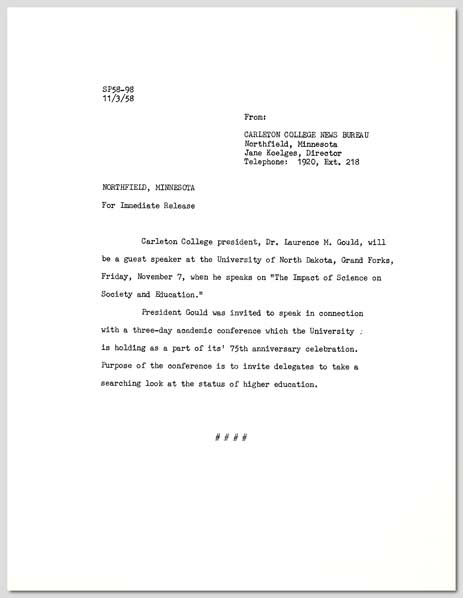 SP58-98
11/3/58
From:
CARLETON COLLEGE NEWS BUREAU
Northfield, Minnesota
Jane Koelges, Director
Telephone: 1920, Ext. 218
NORTHFIELD, MINNESOTA
For Immediate Release
Carleton College president, Dr. Laurence M. Gould, will
be a guest speaker at the University of North Dakota, Grand Forks,
Friday, November 7, when he speaks on "The Impact of Science on
Society and Education."
President Gould was invited to speak in connection
with a three-day academic conference which the University
is holding as a part of its' 75th anniversary celebration.
Purpose of the conference is to invite delegates to take a
searching look at the status of higher education.
# # # #